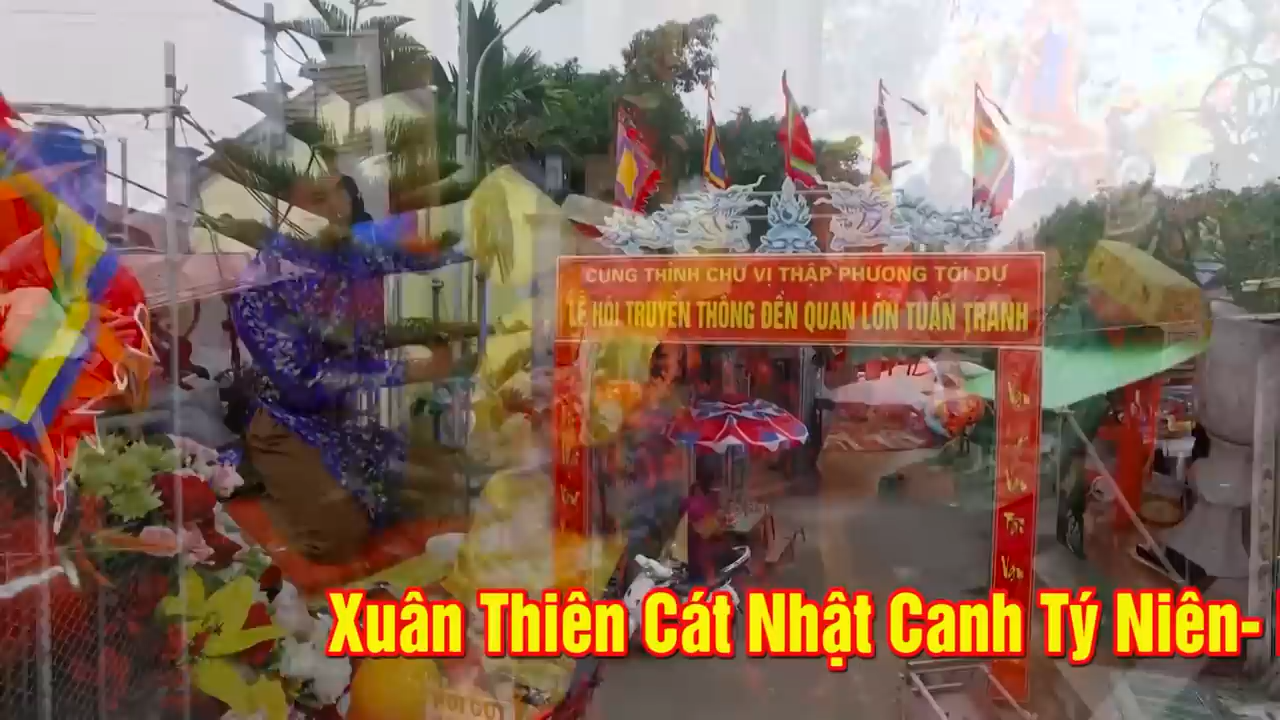 CUNG THỈNH CHƯ VỊ THẬP PHƯƠNG TỚI DỰ
LỄ HỘI TRUYỀN THỐNG ĐỀN QUAN LỚN TUẦN TRANH
Xuân Thiên Cát Nhật Canh Tý Niên-